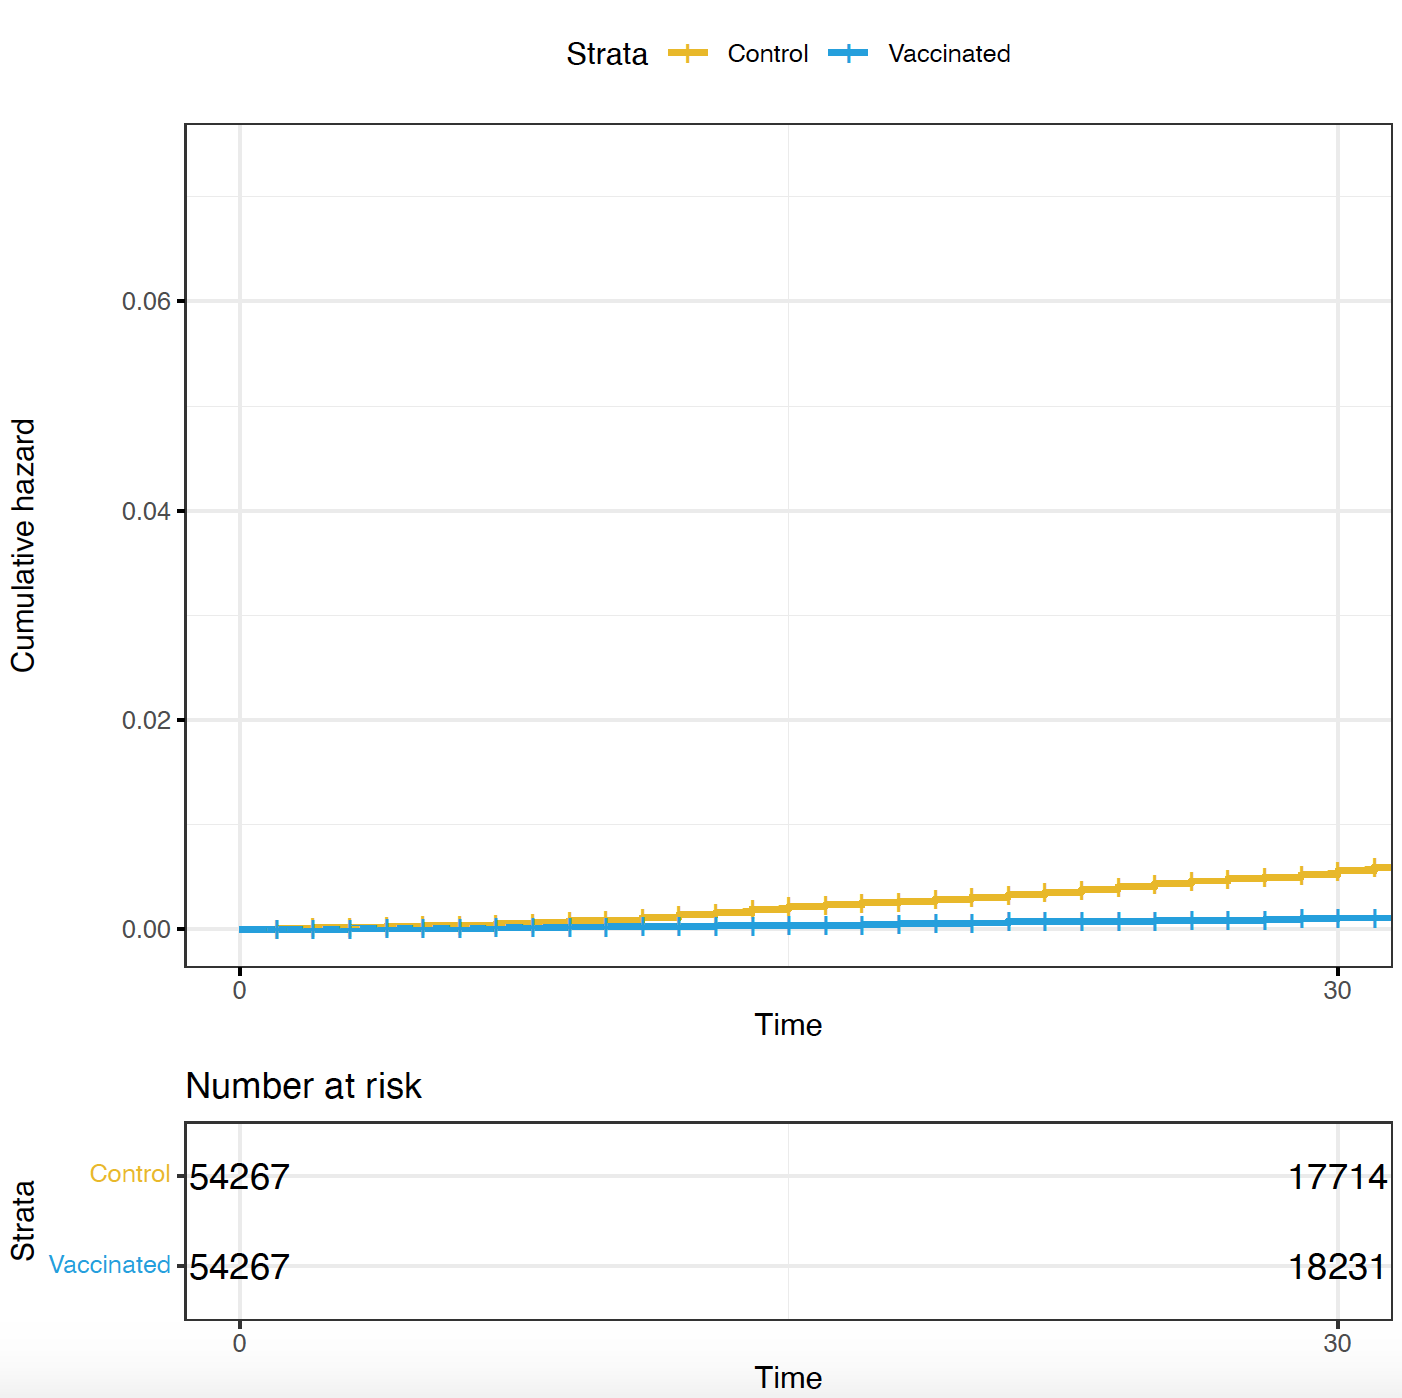 Strata Control Vaccinated
Cumulative hazard
0.06
0.04
0.02
0.00
0 30
Time
Number at risk
Strata
Control 54267 17714
Vaccinated 54267 18231
0 30
Time